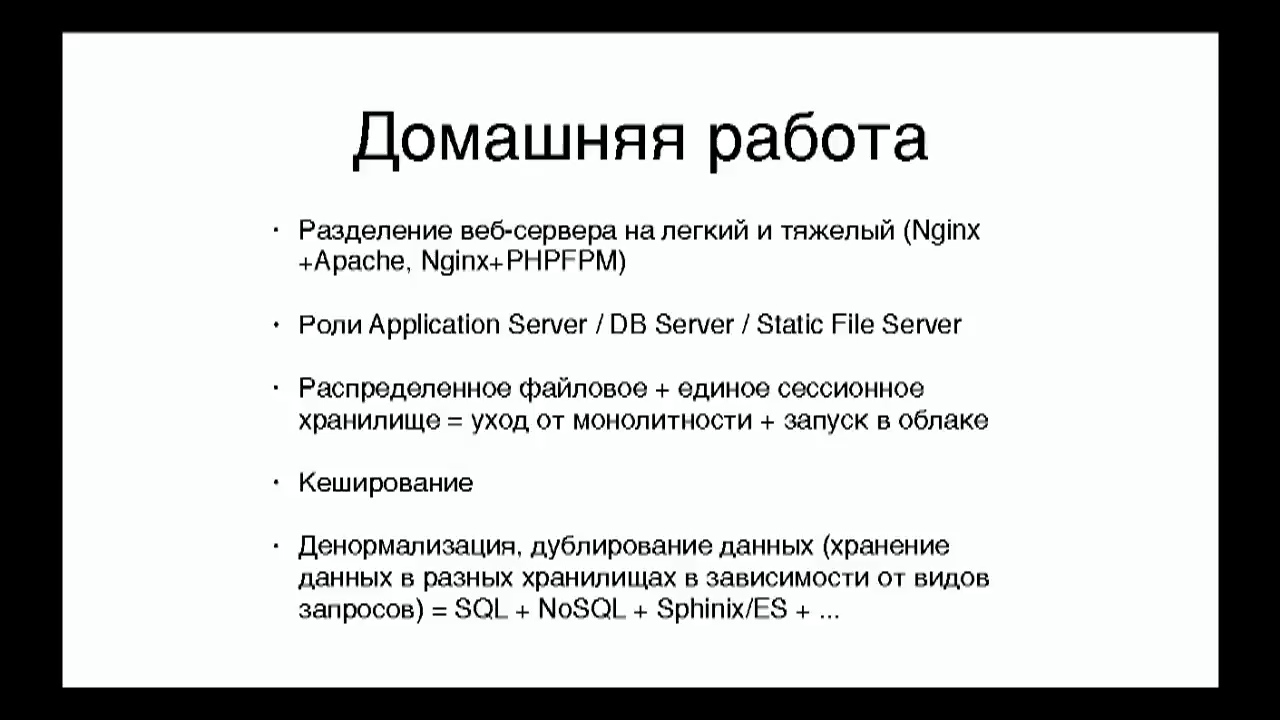 Домашняя работа
· Разделение веб-сервера на легкий и тяжелый (Nginx
+Apache, Nginx+PHPFPM)
· Роли Application Server / DB Server / Static File Server
· Распределенное файловое + единое сессионное
хранилище = уход от монолитности + запуск в облаке
· Кеширование
· Денормализация, дублирование данных (хранение
данных в разных хранилищах в зависимости от видов
запросов) = SQL + NoSQL + Sphinix/ES + ...